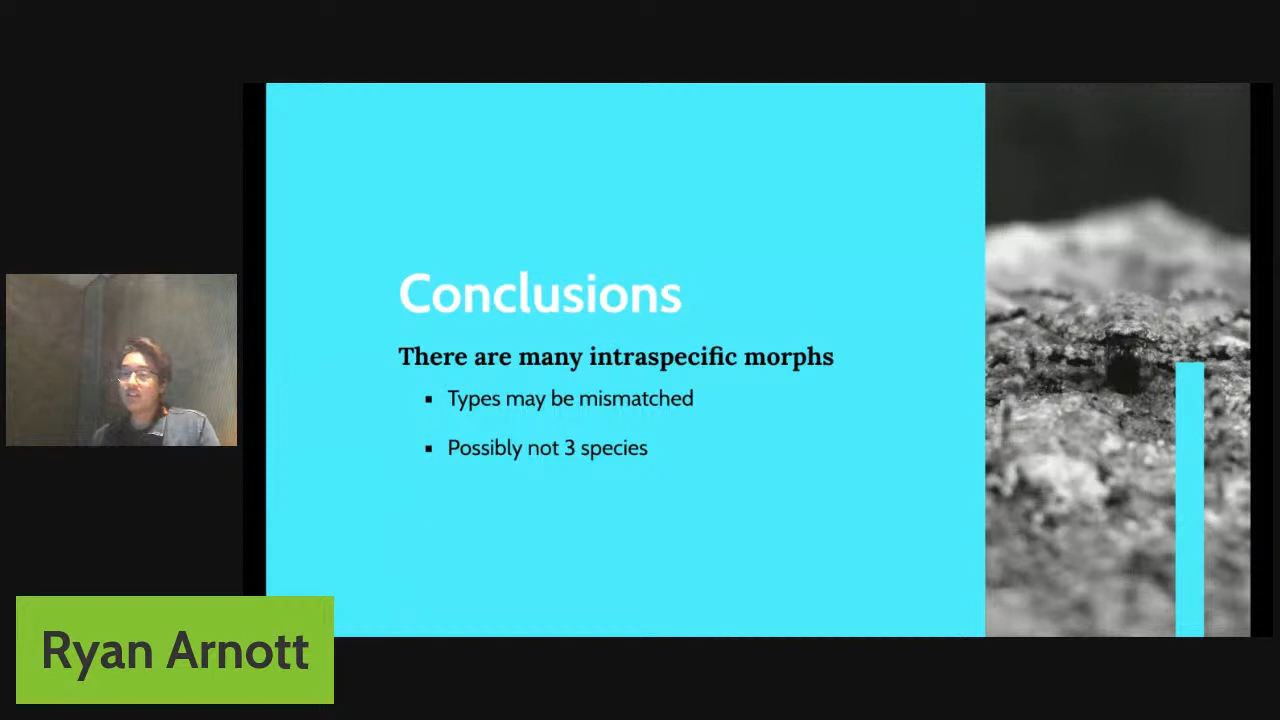 Conclusions
There are many intraspecific morphs
▪ Types may be mismatched
▪ Possibly not 3 species
Ryan Arnott